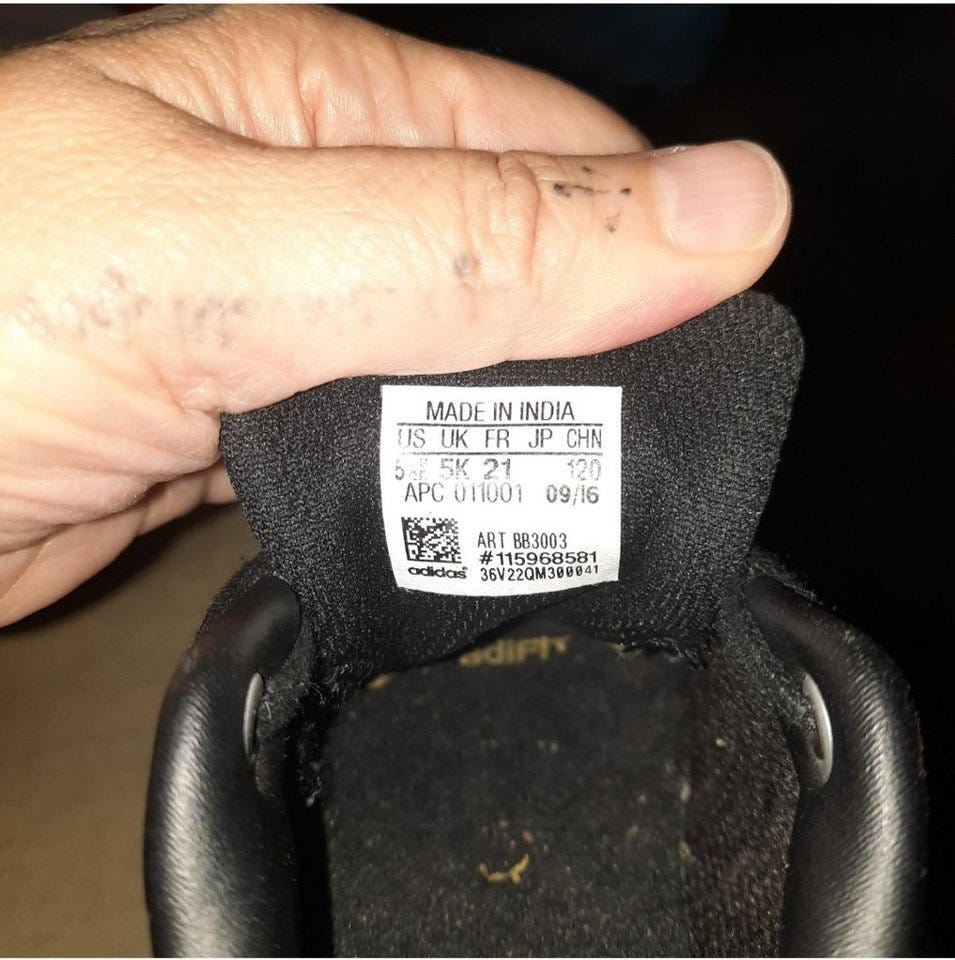 MADE IN INDIA
US UK FR JP CHN
5K 21 120
APC 011001 09/16
ART BB3003
#115968581
adidas 36V22QM300041